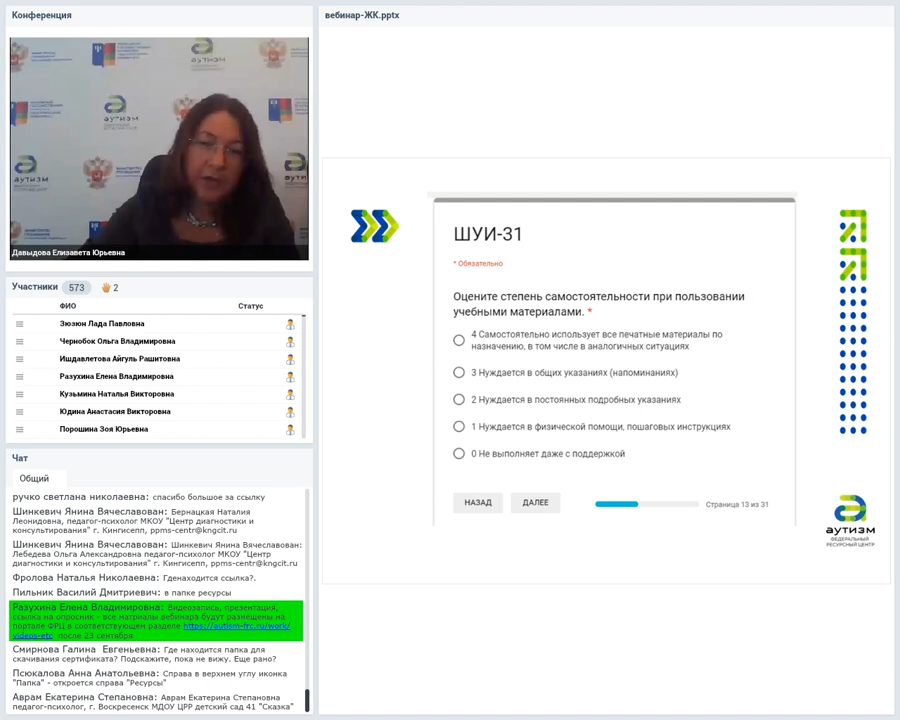 Конференция
аутизм
аутизм
Давыдова Елизавета Юрьевна
Участники 573 2
ФИО Статус
Зюзюн Лада Павловна
Чернобок Ольга Владимировна
Ишдавлетова Айгуль Рашитовна
Разухина Елена Владимировна
Кузьмина Наталья Викторовна
Юдина Анастасия Викторовна
Порошина Зоя Юрьевна
Чат
Общий
ручко светлана николаевна: спасибо большое за ссылку
Шинкевич Янина Вячеславовен: Бернацкая Наталия
Леонидовна, педагог-психолог МКОУ "Центр диагностики и
консультирования" г. Кингисепп, ppms-centr@kngcit.ru
Шинкевич Янина Вячеславовен: Шинкевич Янина Вячеславовен:
Лебедева Ольга Александровна педагог-психолог МКОУ "Центр
диагностики и консультирования" г. Кингисепп, ppms-centr@kngcit.ru
Фролова Наталья Николаевна: Гденаходится ссылка?.
Пильник Василий Дмитриевич: в папке ресурсы
Разухина Елена Владимировна: Видеозапись, презентация,
ссылка на опросник - все матриалы вебинара будут размещены на
портале ФРЦ в соответствующем разделе https://autism-frc.ru/work/
videos-etc после 23 сентября
Смирнова Галина Евгеньевна: Где находится папка для
скачивания сертификата? Подскажите, пока не вижу. Еще рано?
Псюкалова Анна Анатольевна: Справа в верхнем углу иконка
"Папка" - откроется справа "Ресурсы"
Аврам Екатерина Степановна: Аврам Екатерина Степановна
педагог-психолог, г. Воскресенск МДОУ ЦРР детский сад 41 "Сказка"
вебинар-ЖК.pptx
ШУИ-31
* Обязательно
Оцените степень самостоятельности при пользовании
учебными материалами. *
4 Самостоятельно использует все печатные материалы по
назначению, в том числе в аналогичных ситуациях
3 Нуждается в общих указаниях (напоминаниях)
2 Нуждается в постоянных подробных указаниях
1 Нуждается в физической помощи, пошаговых инструкциях
0 Не выполняет даже с поддержкой
НАЗАД ДАЛЕЕ Страница 13 из 31
аутизм
ФЕДЕРАЛЬНЫЙ
РЕСУРСНЫЙ ЦЕНТР